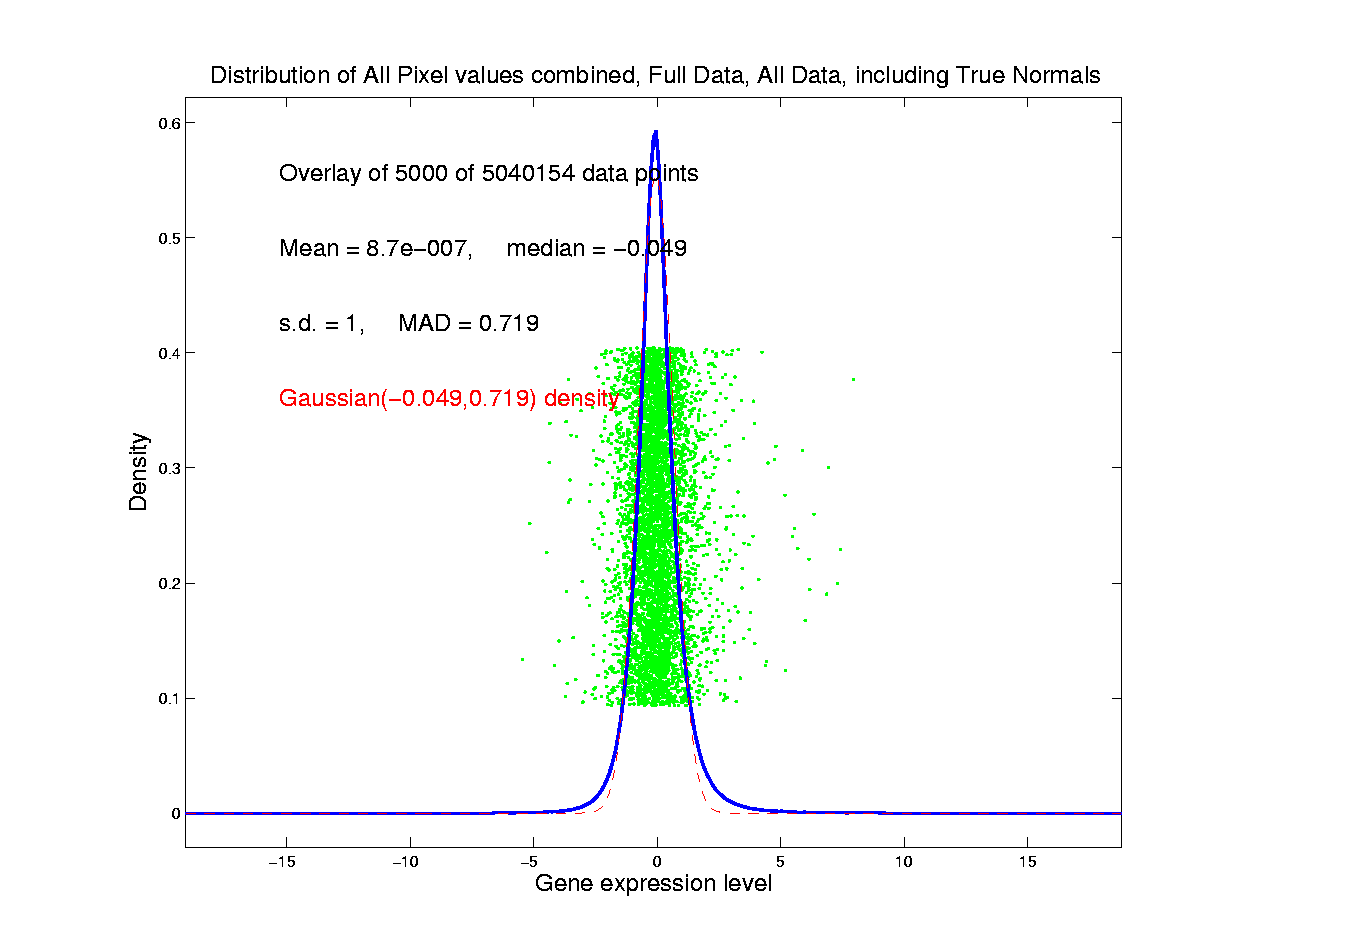 Distribution of All Pixel values combined, Full Data, All Data, including True Normals
0.6
Overlay of 5000 of 5040154 data points
0.5
Mean = 8.7e−007, median = −0.049
s.d. = 1, MAD = 0.719
0.4
Gaussian(−0.049,0.719) density
Density
0.3
0.2
0.1
0
−15 −10 −5 0 5 10 15
Gene expression level